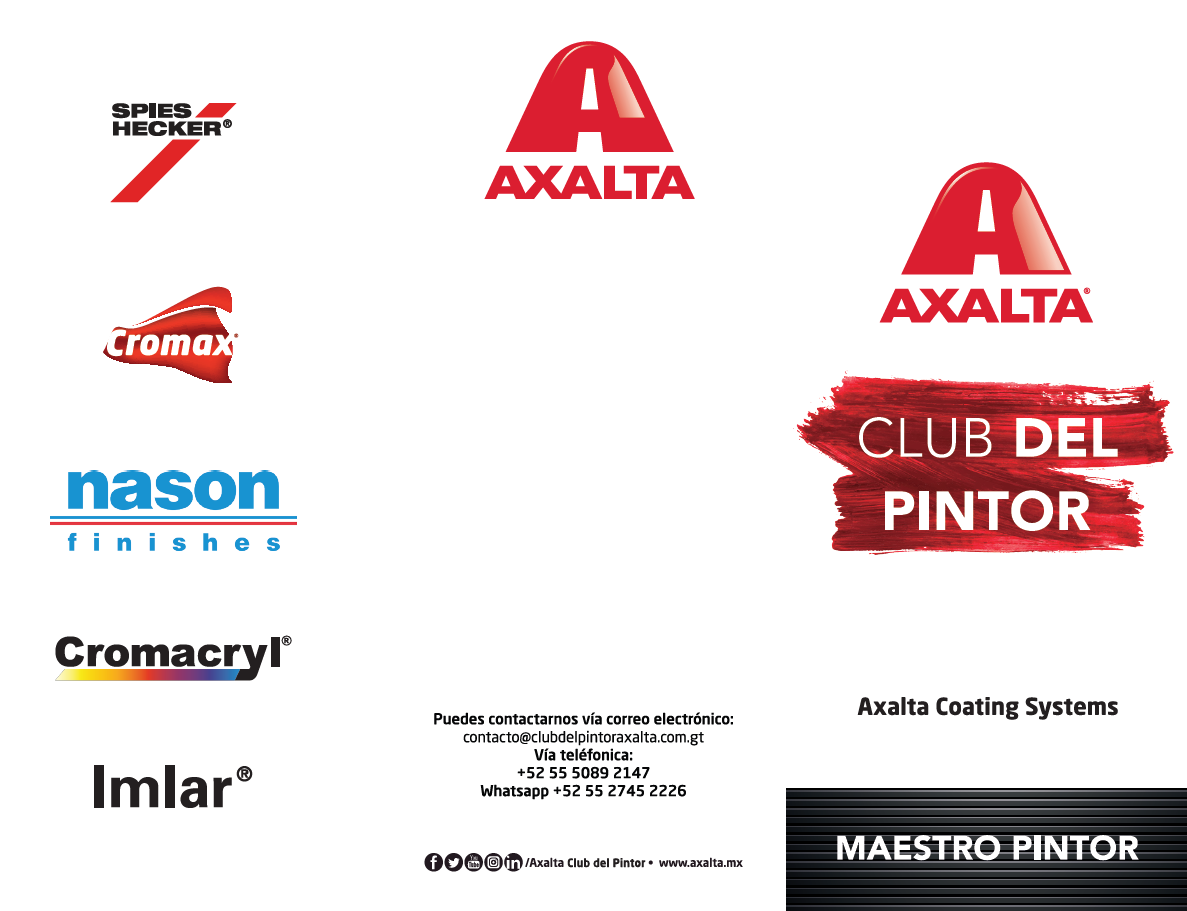 SPIES
HECKER®
Cromax®
nason
finishes
Cromacryl®
Imlar®
AXALTA
Puedes contactarnos vía correo electrónico:
contacto@clubdelpintoraxalta.com.gt
Vía teléfonica:
+52 55 5089 2147
Whatsapp +52 55 2745 2226
You Tube
/Axalta Club del Pintor • www.axalta.mx
AXALTA®
CLUB DEL
PINTOR
Axalta Coating Systems
MAESTRO PINTOR